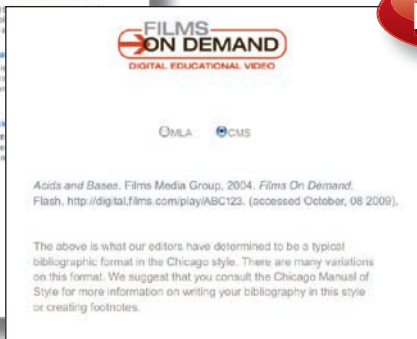 FILMS
ON DEMAND
DIGITAL EDUCATIONAL VIDEO
MLA CMS
Acids and Bases. Films Media Group, 2004. Films On Demand.
Flash. http://digital.films.com/play/ABC123. (accessed October, 08 2009).
The above is what our editors have determined to be a typical
bibliographic format in the Chicago style. There are many variations
on this format. We suggest that you consult the Chicago Manual of
Style for more information on writing your bibliography in this style
or creating footnotes.